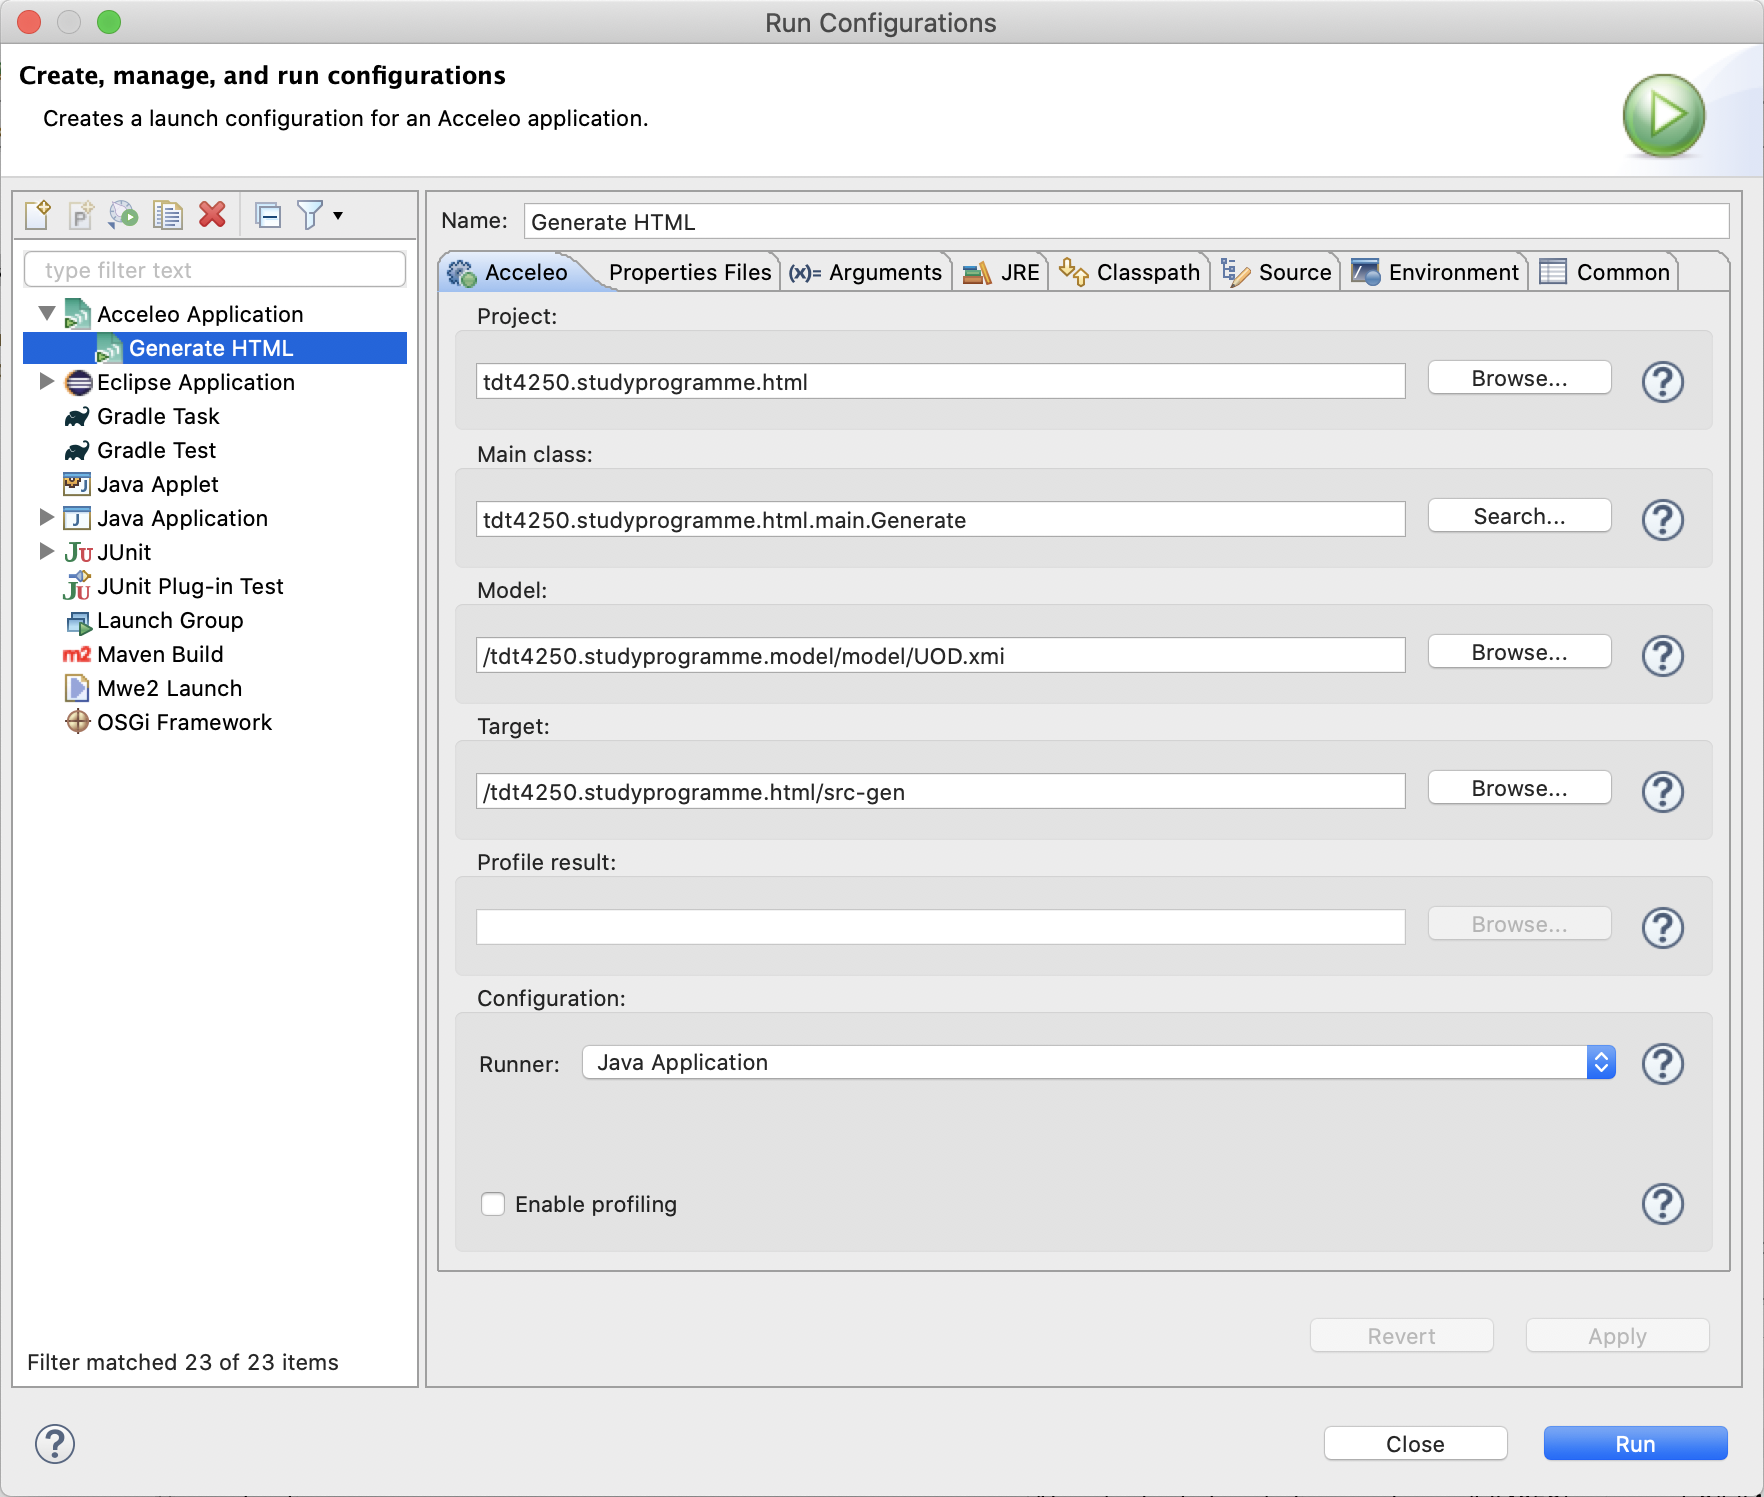 Run Configurations
Create, manage, and run configurations
Creates a launch configuration for an Acceleo application.
type filter text
Acceleo Application
Generate HTML
Eclipse Application
Gradle Task
Gradle Test
Java Applet
Java Application
JUnit
JUnit Plug-in Test
Launch Group
Maven Build
Mwe2 Launch
OSGi Framework
Filter matched 23 of 23 items
Name: Generate HTML
Acceleo Properties Files (x)= Arguments JRE Classpath Source Environment Common
Project:
tdt4250.studyprogramme.html Browse...
Main class:
tdt4250.studyprogramme.html.main.Generate Search...
Model:
/tdt4250.studyprogramme.model/model/UOD.xmi Browse...
Target:
/tdt4250.studyprogramme.html/src-gen Browse...
Profile result:
Browse...
Configuration:
Runner: Java Application
Enable profiling
Revert Apply
Close Run